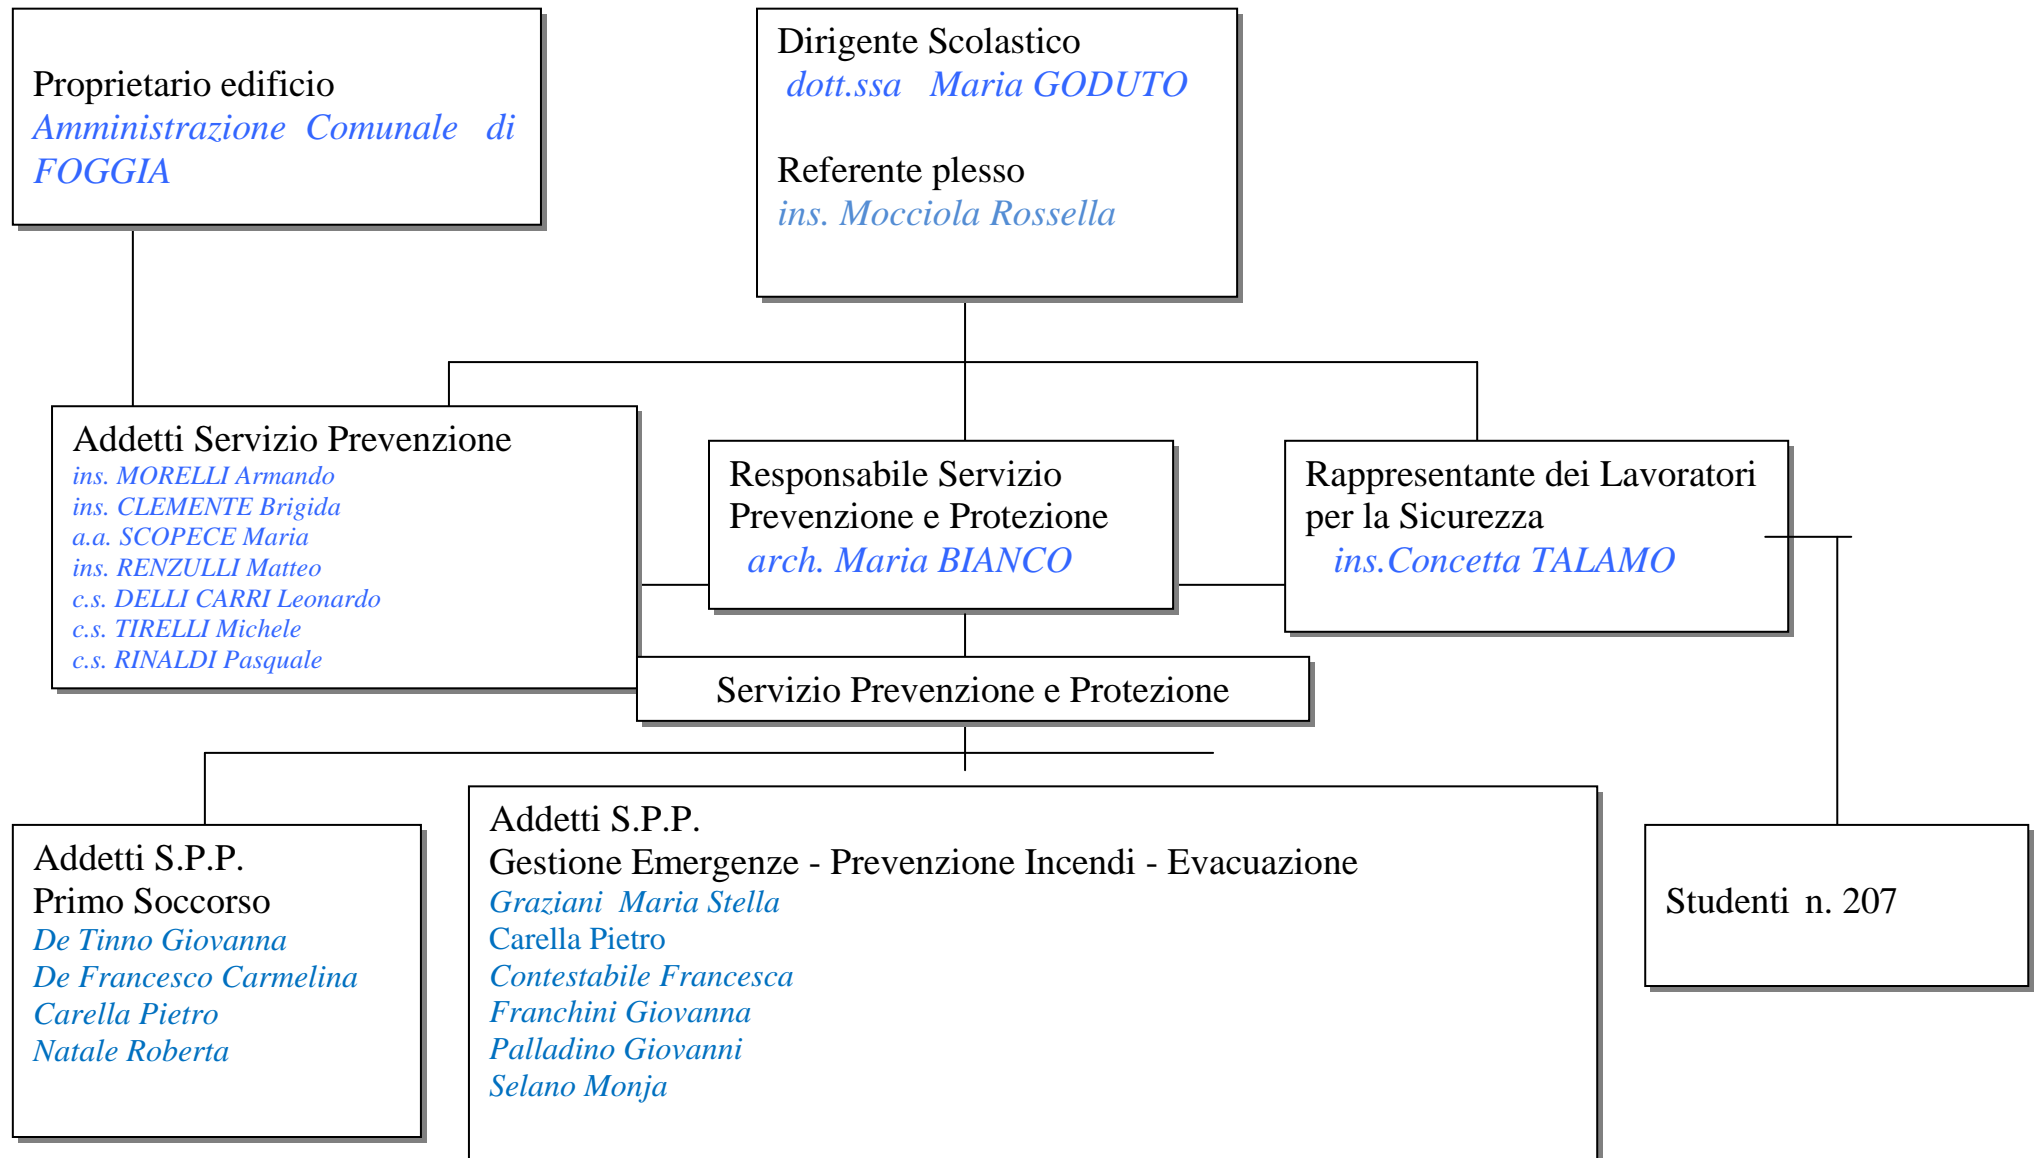 Proprietario edificio
Amministrazione Comunale di
FOGGIA
Dirigente Scolastico
dott.ssa Maria GODUTO
Referente plesso
ins. Mocciola Rossella
Addetti Servizio Prevenzione
ins. MORELLI Armando
ins. CLEMENTE Brigida
a.a. SCOPECE Maria
ins. RENZULLI Matteo
c.s. DELLI CARRI Leonardo
c.s. TIRELLI Michele
c.s. RINALDI Pasquale
Responsabile Servizio
Prevenzione e Protezione
arch. Maria BIANCO
Rappresentante dei Lavoratori
per la Sicurezza
ins.Concetta TALAMO
Servizio Prevenzione e Protezione
Addetti S.P.P.
Primo Soccorso
De Tinno Giovanna
De Francesco Carmelina
Carella Pietro
Natale Roberta
Addetti S.P.P.
Gestione Emergenze - Prevenzione Incendi - Evacuazione
Graziani Maria Stella
Carella Pietro
Contestabile Francesca
Franchini Giovanna
Palladino Giovanni
Selano Monja
Studenti n. 207